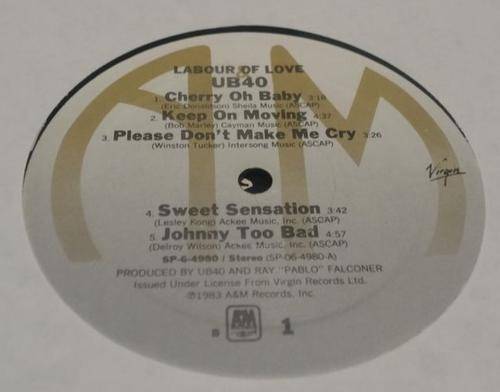 LABOUR OF LOVE
UB40
1. Cherry Oh Baby 3:18
(Eric Donaldson) Sheila Music (ASCAP)
2. Keep On Moving 4:37
(Bob Marley) Cayman Music (ASCAP)
3. Please Don't Make Me Cry 3:26
(Winston Tucker) Intersong Music (ASCAP)
Virgin
4. Sweet Sensation 3:42
(Lesley Kong) Ackee Music, Inc. (ASCAP)
5. Johnny Too Bad 4:57
(Delroy Wilson) Ackee Music, Inc. (ASCAP)
SP-6-4980 / Stereo (SP-06-4980-A)
PRODUCED BY UB40 AND RAY "PABLO" FALCONER
Issued Under License From Virgin Records Ltd.
℗1983 A&M Records, Inc.
A&M
1